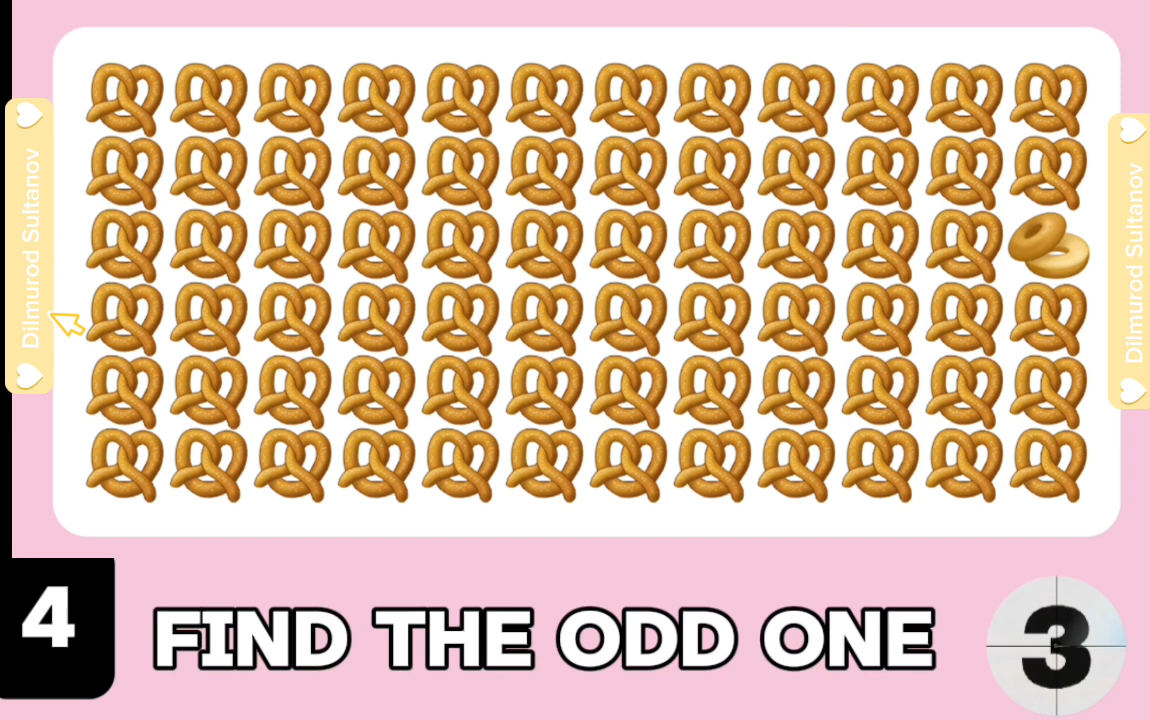 Dilmurod Sultanov
Dilmurod Sultanov
4
FIND THE ODD ONE
3